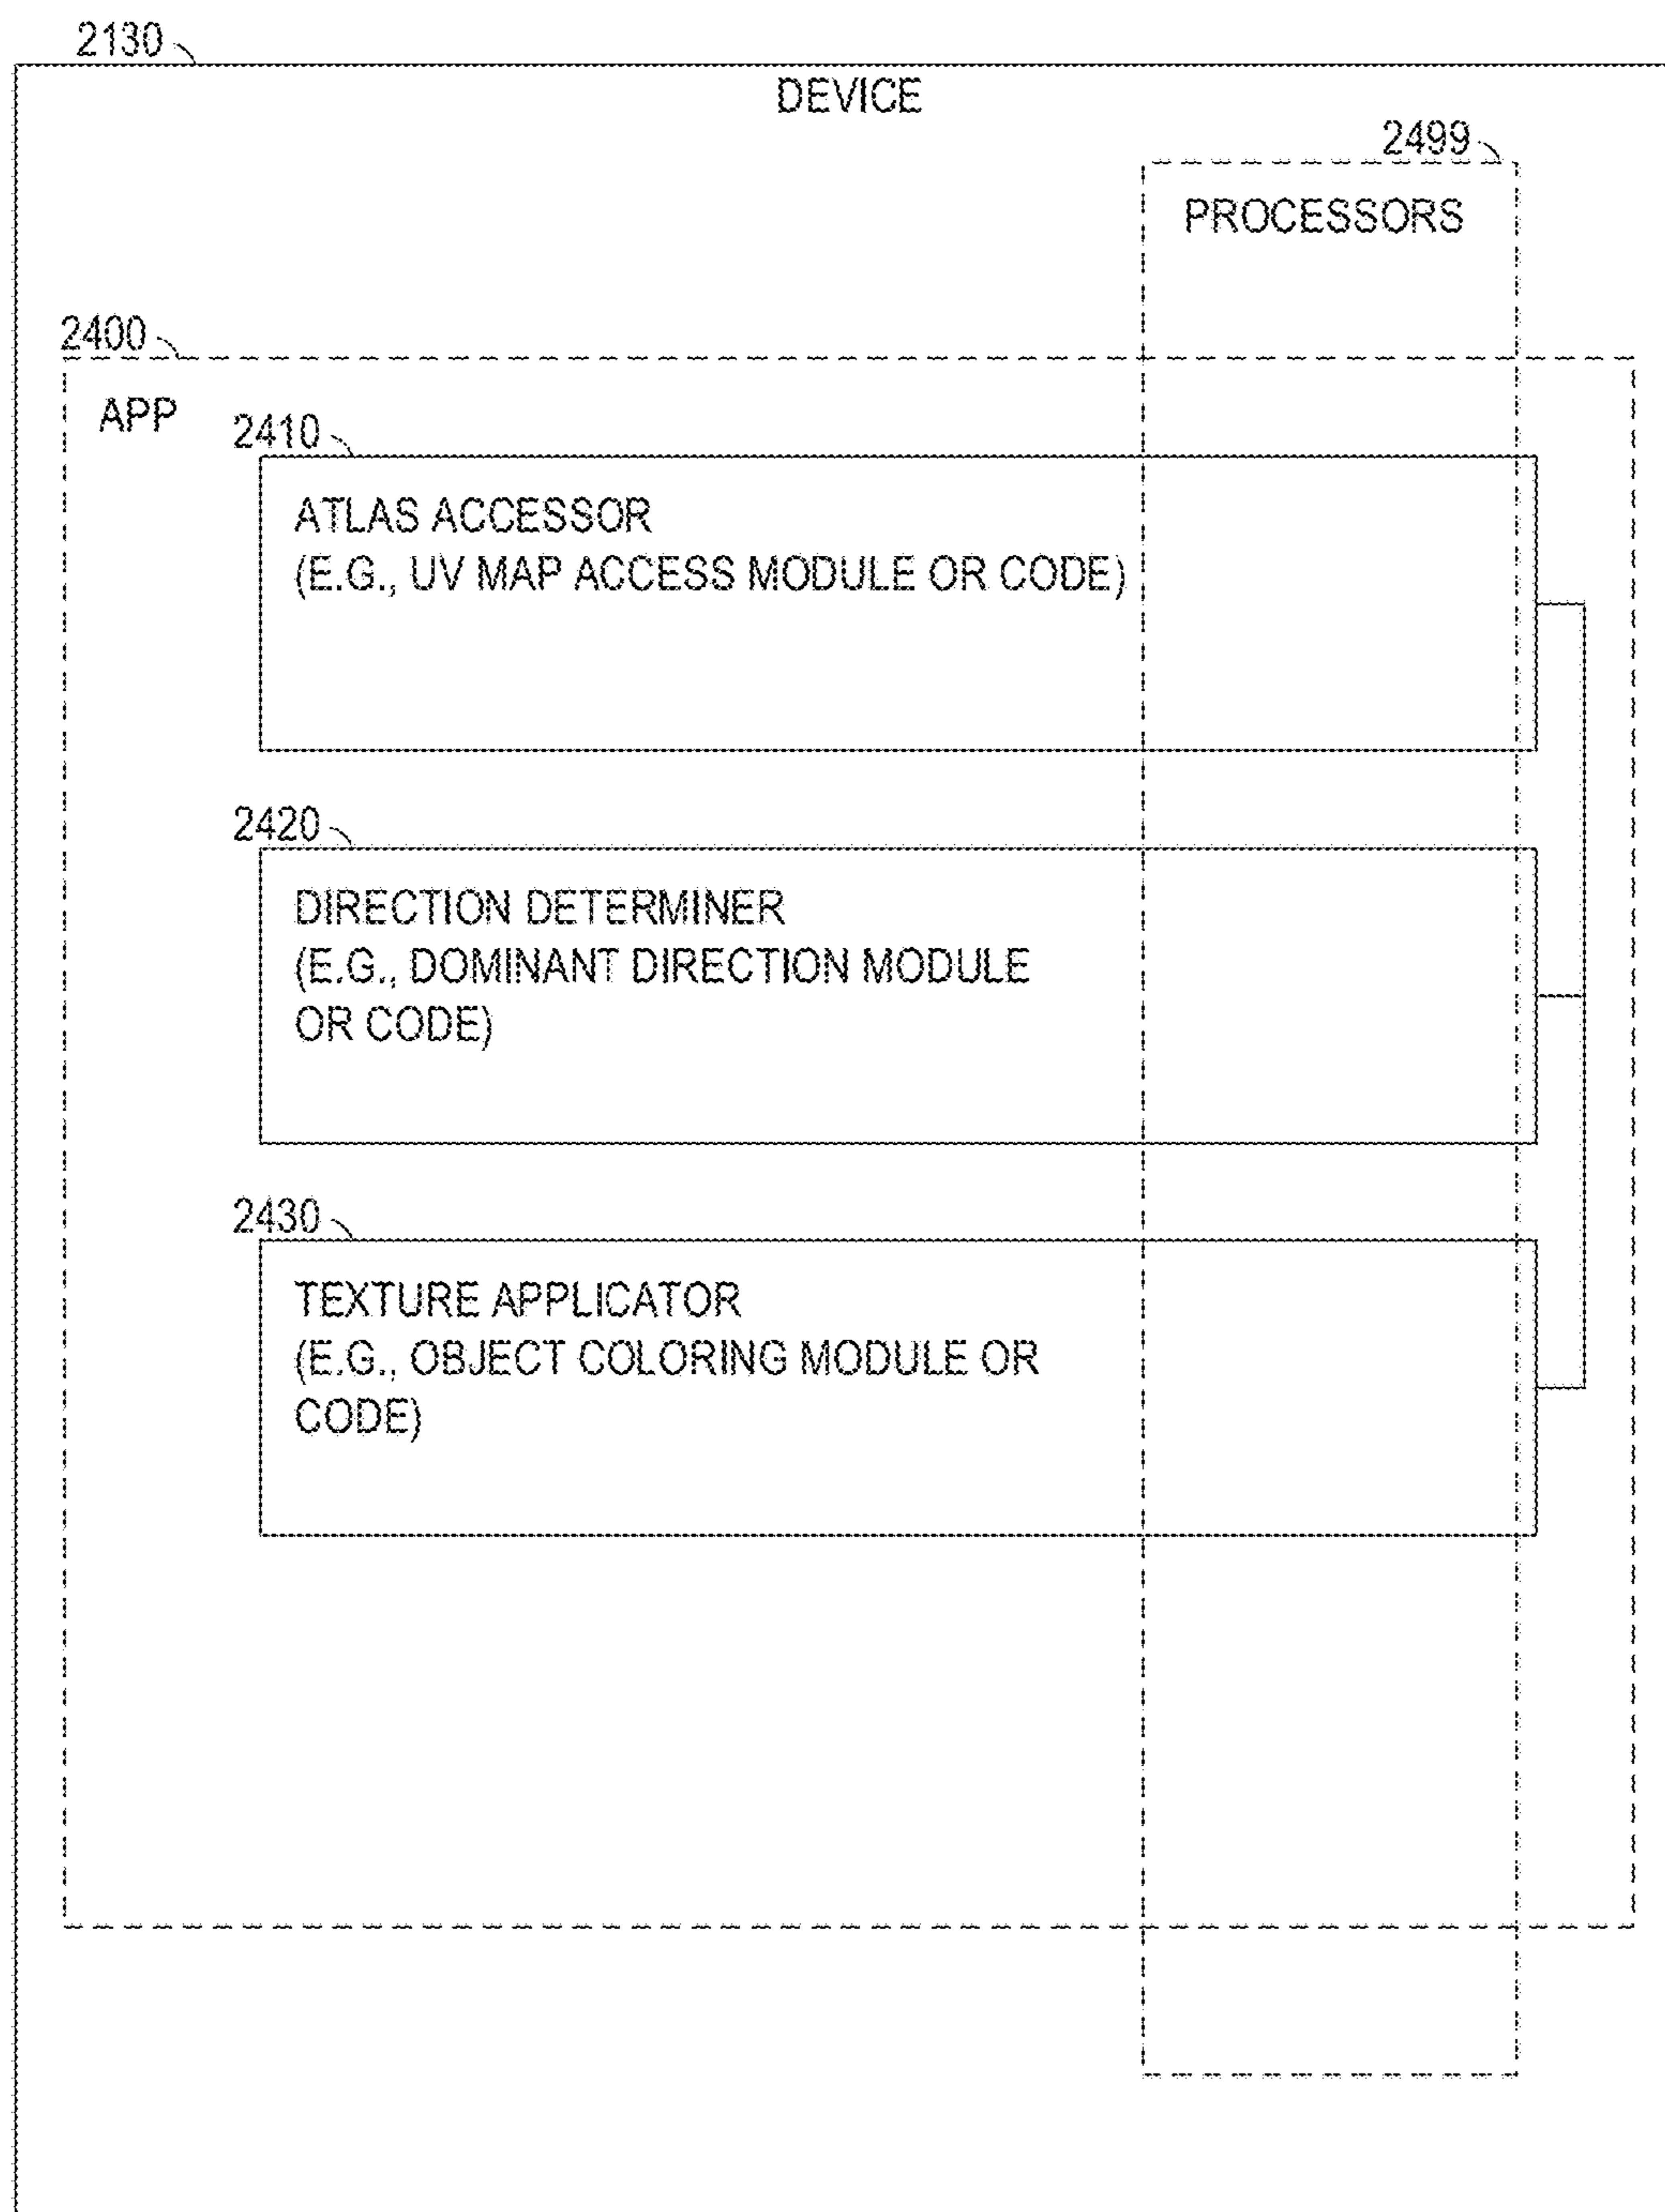 2130
DEVICE
2499
PROCESSORS
2400
APP
2410
ATLAS ACCESSOR
(E.G., UV MAP ACCESS MODULE OR CODE)
2420
DIRECTION DETERMINER
(E.G., DOMINANT DIRECTION MODULE
OR CODE)
2430
TEXTURE APPLICATOR
(E.G., OBJECT COLORING MODULE OR
CODE)